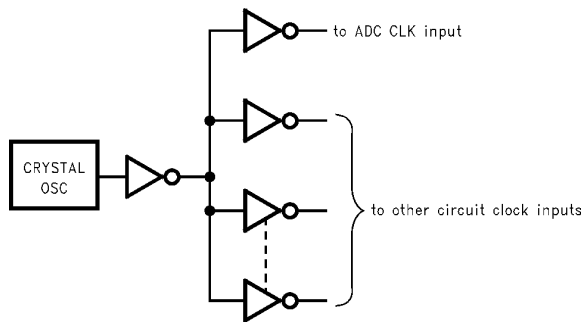 to ADC CLK input
CRYSTAL
OSC
to other circuit clock inputs